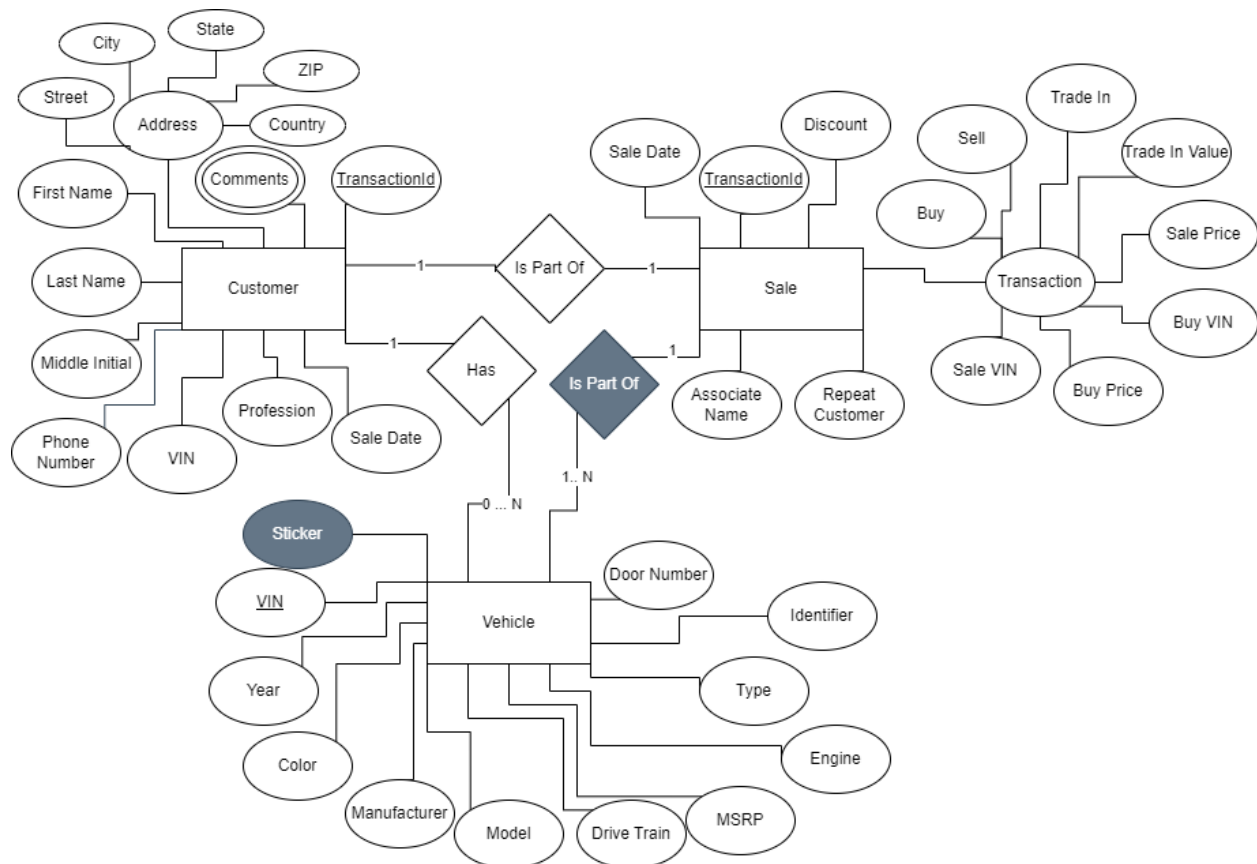 State
City
ZIP
Street
Address
Country
Comments
TransactionId
First Name
Last Name
Customer
Middle Initial
Phone
Number
VIN
Profession
Sale Date
1
Is Part Of
1
1
Has
0 ... N
Sale Date
TransactionId
Discount
Sale
Associate
Name
Repeat
Customer
1
Is Part Of
1.. N
Trade In
Sell
Trade In Value
Buy
Sale Price
Transaction
Buy VIN
Sale VIN
Buy Price
Sticker
VIN
Year
Color
Manufacturer
Model
Vehicle
Door Number
Identifier
Type
Engine
MSRP
Drive Train